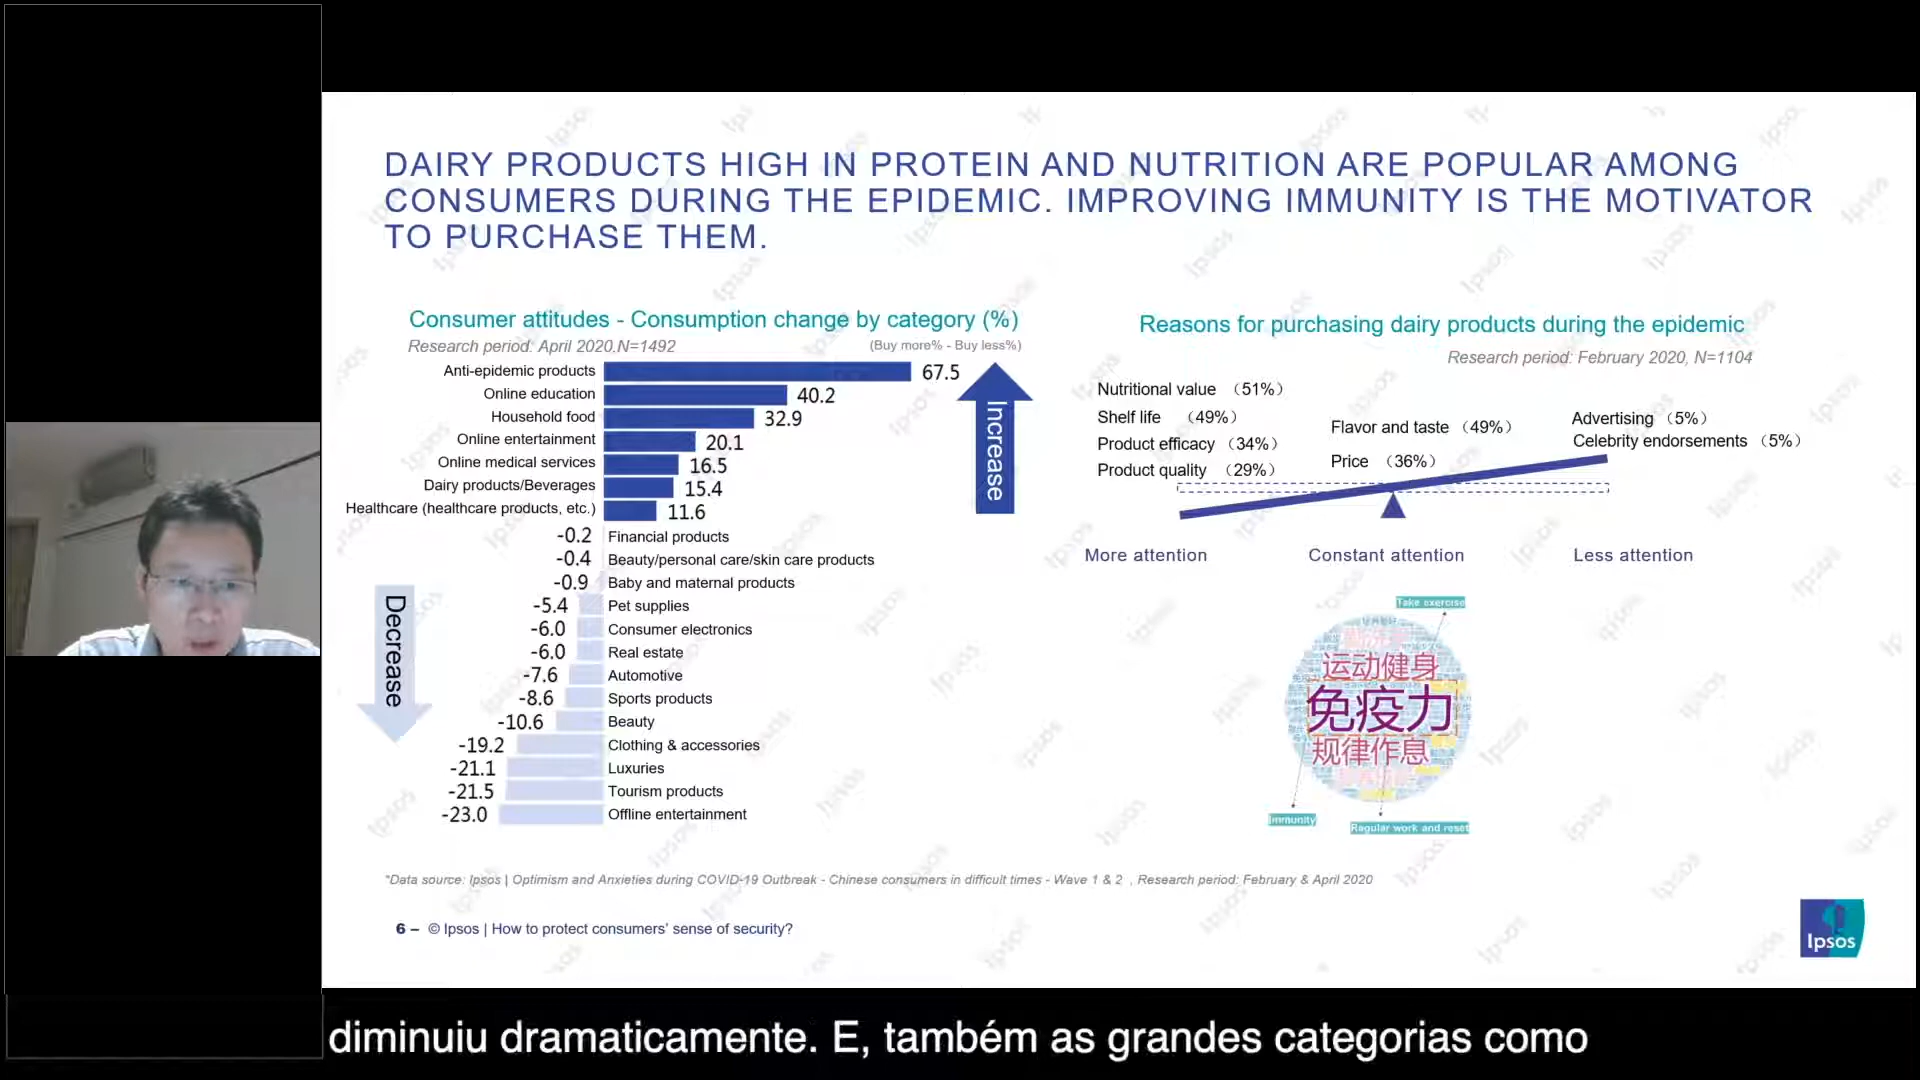 DAIRY PRODUCTS HIGH IN PROTEIN AND NUTRITION ARE POPULAR AMONG
CONSUMERS DURING THE EPIDEMIC. IMPROVING IMMUNITY IS THE MOTIVATOR
TO PURCHASE THEM.
Consumer attitudes - Consumption change by category (%)
Research period: April 2020.N=1492
(Buy more% - Buy less%)
Anti-epidemic products 67.5
Online education 40.2
Household food 32.9
Online entertainment 20.1
Online medical services 16.5
Dairy products/Beverages 15.4
Healthcare (healthcare products, etc.) 11.6
Increase
-0.2 Financial products
-0.4 Beauty/personal care/skin care products
-0.9 Baby and maternal products
-5.4 Pet supplies
-6.0 Consumer electronics
-6.0 Real estate
-7.6 Automotive
-8.6 Sports products
-10.6 Beauty
-19.2 Clothing & accessories
-21.1 Luxuries
-21.5 Tourism products
-23.0 Offline entertainment
Decrease
Reasons for purchasing dairy products during the epidemic
Research period: February 2020, N=1104
Nutritional value （51%）
Shelf life （49%）
Product efficacy （34%）
Product quality （29%）
Flavor and taste （49%）
Price （36%）
Advertising （5%）
Celebrity endorsements （5%）
More attention
Constant attention
Less attention
Take exercise
运动健身
免疫力
规律作息
Immunity
Ragular work and reset
*Data source: Ipsos | Optimism and Anxieties during COVID-19 Outbreak - Chinese consumers in difficult times - Wave 1 & 2 , Research period: February & April 2020
6 – © Ipsos | How to protect consumers' sense of security?
Ipsos
diminuiu dramaticamente. E, também as grandes categorias como